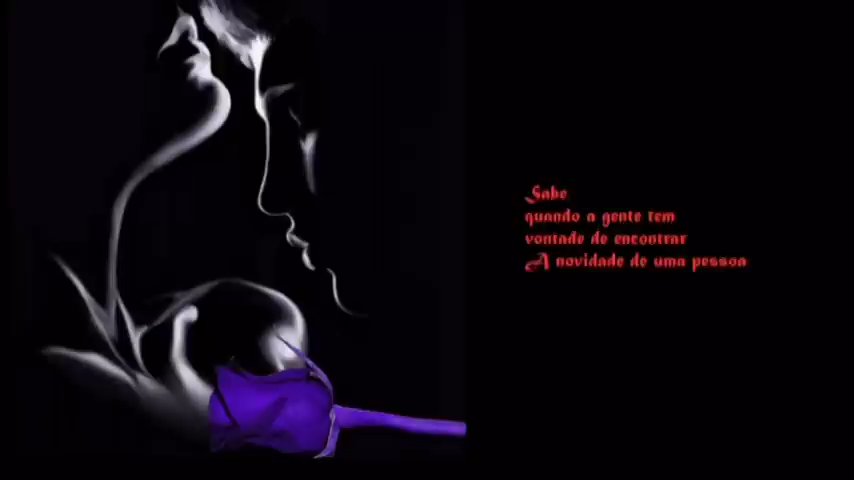 Sabe
quando a gente tem
vontade de encontrar
A novidade de uma pessoa